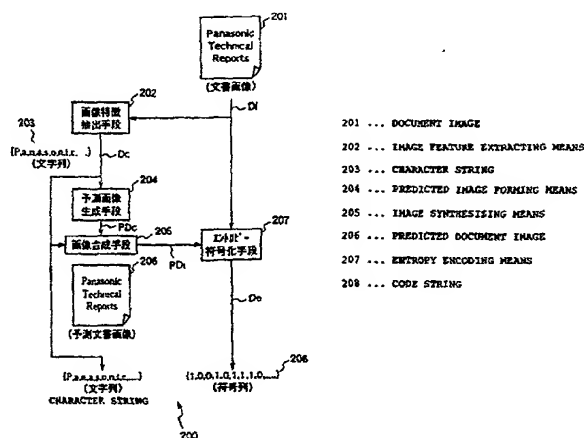 201
Panasonic
Technical
Reports
(文書画像)
202
画像特徴
抽出手段
Di
203
{P,a,n,a,s,o,n,i,c,...}
(文字列)
Dc
204
予測画像
生成手段
PDc
205
画像合成手段
207
エントロピー
符号化手段
PDi
206
Panasonic
Technical
Reports
(予測文書画像)
De
{P,a,n,a,s,o,n,i,c,...}
(文字列)
CHARACTER STRING
208
{1,0,0,1,0,1,1,1,0,...}
(符号列)
200
201 ... DOCUMENT IMAGE
202 ... IMAGE FEATURE EXTRACTING MEANS
203 ... CHARACTER STRING
204 ... PREDICTED IMAGE FORMING MEANS
205 ... IMAGE SYNTHESISING MEANS
206 ... PREDICTED DOCUMENT IMAGE
207 ... ENTROPY ENCODING MEANS
208 ... CODE STRING